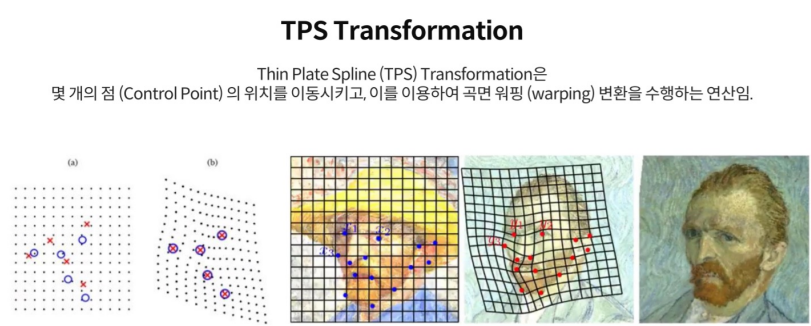 TPS Transformation
Thin Plate Spline (TPS) Transformation은
몇 개의 점 (Control Point) 의 위치를 이동시키고, 이를 이용하여 곡면 워핑 (warping) 변환을 수행하는 연산임.
(a)
(b)